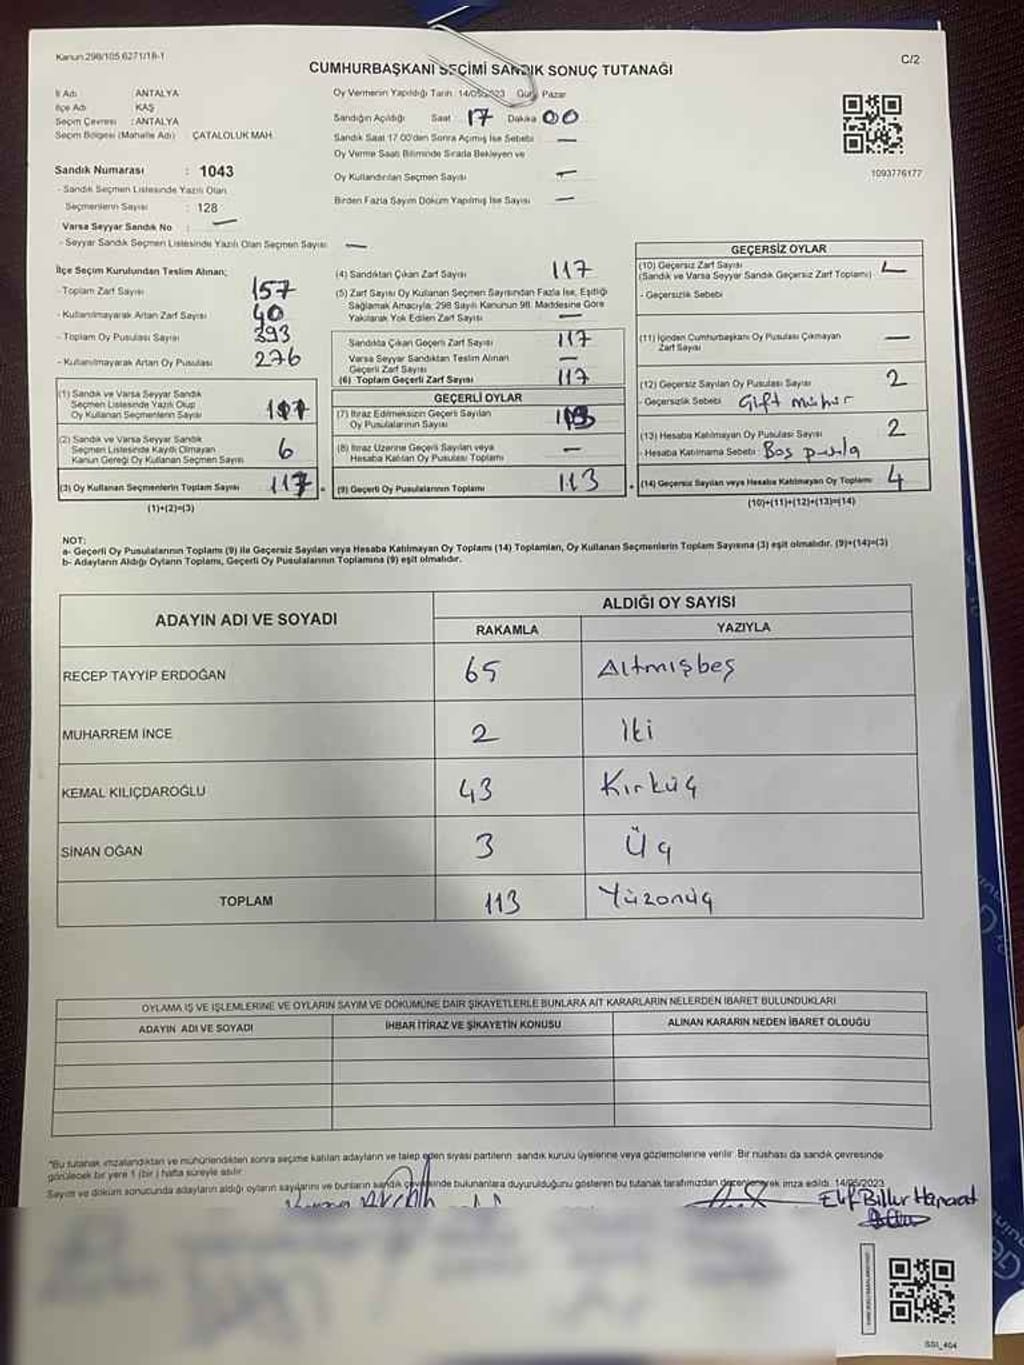 Kanun:298/105 6271/18-1
C/2
CUMHURBAŞKANI SEÇİMİ SANDIK SONUÇ TUTANAĞI
İl Adı : ANTALYA
İlçe Adı : KAŞ
Seçim Çevresi : ANTALYA
Seçim Bölgesi (Mahalle Adı) ÇATALOLUK MAH.
Sandık Numarası : 1043
- Sandık Seçmen Listesinde Yazılı Olan
Seçmenlerin Sayısı : 128
Varsa Seyyar Sandık No : —
- Seyyar Sandık Seçmen Listesinde Yazılı Olan Seçmen Sayısı : —
Oy Vermenin Yapıldığı Tarih: 14/05/2023 Günü Pazar
Sandığın Açıldığı Saat 17 Dakika 00
Sandık Saat 17.00'den Sonra Açılmış İse Sebebi —
Oy Verme Saati Bitiminde Sırada Bekleyen ve
Oy Kullandırılan Seçmen Sayısı —
Birden Fazla Sayım Döküm Yapılmış İse Sayısı —
1093776177
İlçe Seçim Kurulundan Teslim Alınan;
- Toplam Zarf Sayısı 157
- Kullanılmayarak Artan Zarf Sayısı 40
- Toplam Oy Pusulası Sayısı 393
- Kullanılmayarak Artan Oy Pusulası 276
(1) Sandık ve Varsa Seyyar Sandık
Seçmen Listesinde Yazılı Olup
Oy Kullanan Seçmenlerin Sayısı
(2) Sandık ve Varsa Seyyar Sandık
Seçmen Listesinde Kaydı Olmayan
Kanun Gereği Oy Kullanan Seçmen Sayısı 6
(3) Oy Kullanan Seçmenlerin Toplam Sayısı 117
(1)+(2)=(3)
(4) Sandıktan Çıkan Zarf Sayısı 117
(5) Zarf Sayısı Oy Kullanan Seçmen Sayısından Fazla İse, Eşitliği
Sağlamak Amacıyla; 298 Sayılı Kanunun 98. Maddesine Göre
Yakılarak Yok Edilen Zarf Sayısı —
Sandıkta Çıkan Geçerli Zarf Sayısı 117
Varsa Seyyar Sandıktan Teslim Alınan
Geçerli Zarf Sayısı —
(6) Toplam Geçerli Zarf Sayısı 117
GEÇERLİ OYLAR
(7) İtiraz Edilmeksizin Geçerli Sayılan
Oy Pusulalarının Sayısı 113
(8) İtiraz Üzerine Geçerli Sayılan veya
Hesaba Katılan Oy Pusulası Toplamı —
(9) Geçerli Oy Pusulalarının Toplamı 113
GEÇERSİZ OYLAR
(10) Geçersiz Zarf Sayısı
(Sandık ve Varsa Seyyar Sandık Geçersiz Zarf Toplamı)
- Geçersizlik Sebebi
(11) İçinden Cumhurbaşkanı Oy Pusulası Çıkmayan
Zarf Sayısı —
(12) Geçersiz Sayılan Oy Pusulası Sayısı 2
- Geçersizlik Sebebi Çift mühür
(13) Hesaba Katılmayan Oy Pusulası Sayısı 2
- Hesaba Katılmama Sebebi Boş pusula
(14) Geçersiz Sayılan veya Hesaba Katılmayan Oy Toplamı 4
(10)+(11)+(12)+(13)=(14)
NOT:
a- Geçerli Oy Pusulalarının Toplamı (9) ile Geçersiz Sayılan veya Hesaba Katılmayan Oy Toplamı (14) Toplamları, Oy Kullanan Seçmenlerin Toplam Sayısına (3) eşit olmalıdır. (9)+(14)=(3)
b- Adayların Aldığı Oyların Toplamı, Geçerli Oy Pusulalarının Toplamına (9) eşit olmalıdır.
ADAYIN ADI VE SOYADI
ALDIĞI OY SAYISI
RAKAMLA YAZIYLA
RECEP TAYYİP ERDOĞAN 65 Altmışbeş
MUHARREM İNCE 2 İki
KEMAL KILIÇDAROĞLU 43 Kırküç
SİNAN OĞAN 3 Üç
TOPLAM 113 Yüzonüç
OYLAMA İŞ VE İŞLEMLERİNE VE OYLARIN SAYIM VE DÖKÜMÜNE DAİR ŞİKAYETLERLE BUNLARA AİT KARARLARIN NELERDEN İBARET BULUNDUKLARI
ADAYIN ADI VE SOYADI İHBAR İTİRAZ VE ŞİKAYETİN KONUSU ALINAN KARARIN NEDEN İBARET OLDUĞU
"Bu tutanak imzalandıktan ve mühürlendikten sonra seçime katılan adayların ve talep eden siyasi partilerin sandık kurulu üyelerine veya gözlemcilerine verilir. Bir nüshası da sandık çevresinde
görülecek bir yere 1 (bir) hafta süreyle asılır.
Sayım ve döküm sonucunda adayların aldığı oyların sayılarını ve bunların sandık çevresinde bulunanlara duyurulduğunu gösteren bu tutanak tarafımızdan düzenlenerek imza edildi. 14/05/2023
Elif Billur Hanaat
SSI_404